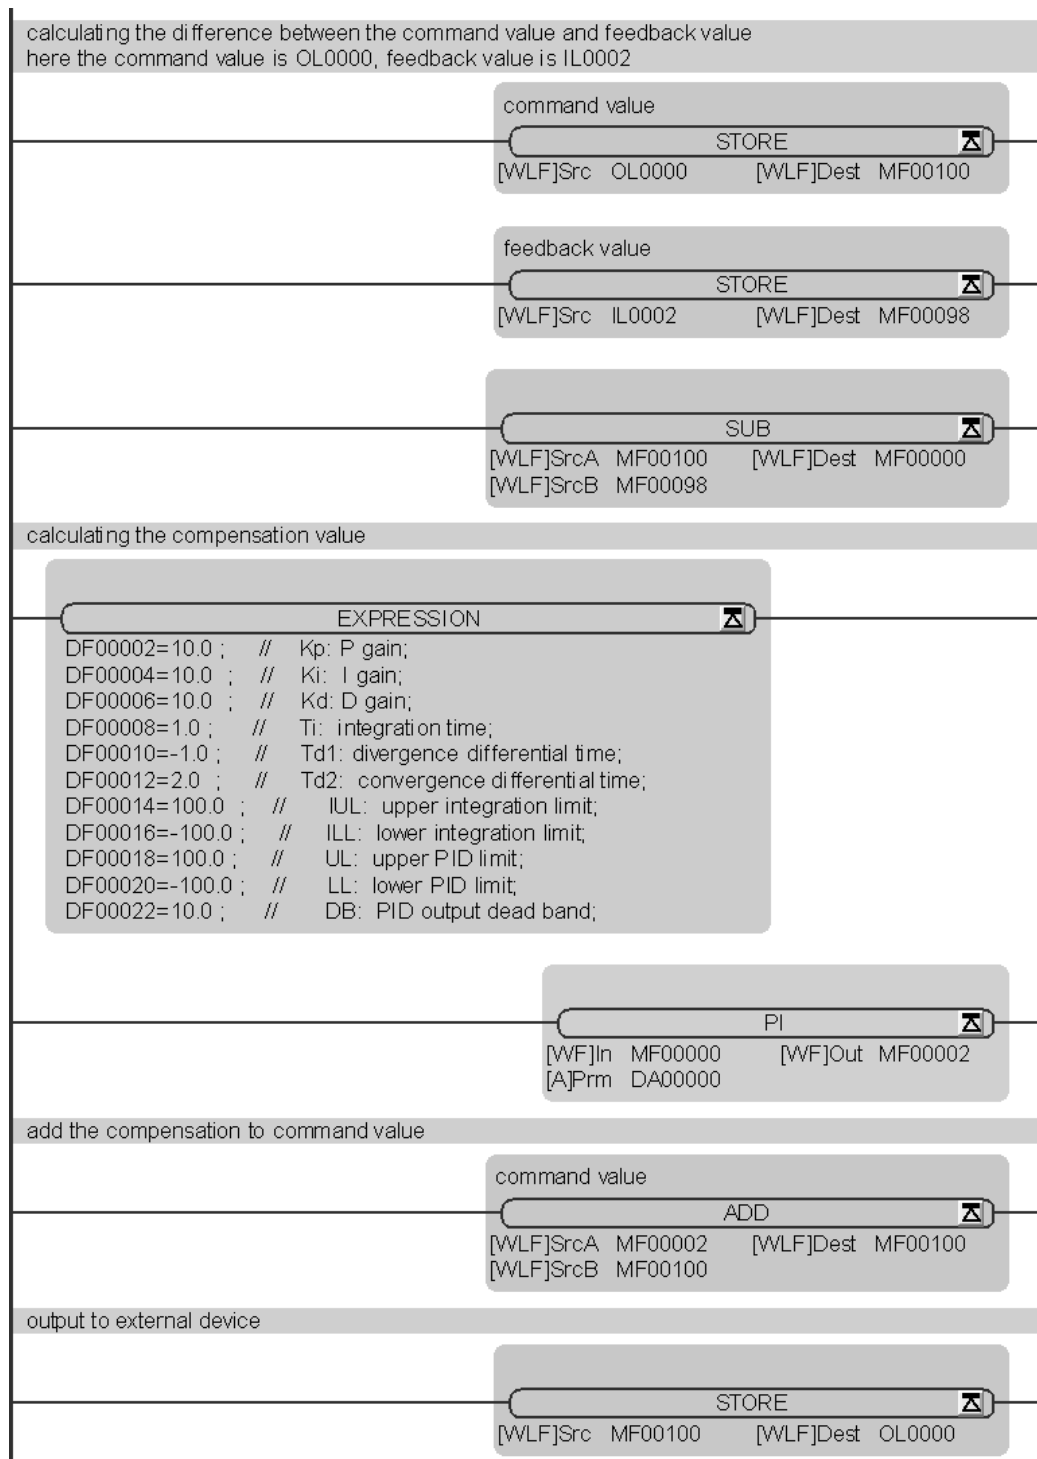 calculating the difference between the command value and feedback value
here the command value is OL0000, feedback value is IL0002
command value
STORE
[WLF]Src OL0000 [WLF]Dest MF00100
feedback value
STORE
[WLF]Src IL0002 [WLF]Dest MF00098
SUB
[WLF]SrcA MF00100 [WLF]Dest MF00000
[WLF]SrcB MF00098
calculating the compensation value
EXPRESSION
DF00002=10.0 ; // Kp: P gain;
DF00004=10.0 ; // Ki: I gain;
DF00006=10.0 ; // Kd: D gain;
DF00008=1.0 ; // Ti: integration time;
DF00010=-1.0 ; // Td1: divergence differential time;
DF00012=2.0 ; // Td2: convergence differential time;
DF00014=100.0 ; // IUL: upper integration limit;
DF00016=-100.0 ; // ILL: lower integration limit;
DF00018=100.0 ; // UL: upper PID limit;
DF00020=-100.0 ; // LL: lower PID limit;
DF00022=10.0 ; // DB: PID output dead band;
PI
[WF]In MF00000 [WF]Out MF00002
[A]Prm DA00000
add the compensation to command value
command value
ADD
[WLF]SrcA MF00002 [WLF]Dest MF00100
[WLF]SrcB MF00100
output to external device
STORE
[WLF]Src MF00100 [WLF]Dest OL0000